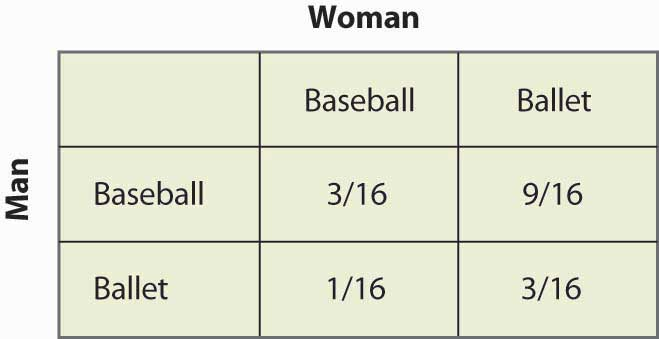 Woman
Baseball Ballet
Man
Baseball 3/16 9/16
Ballet 1/16 3/16